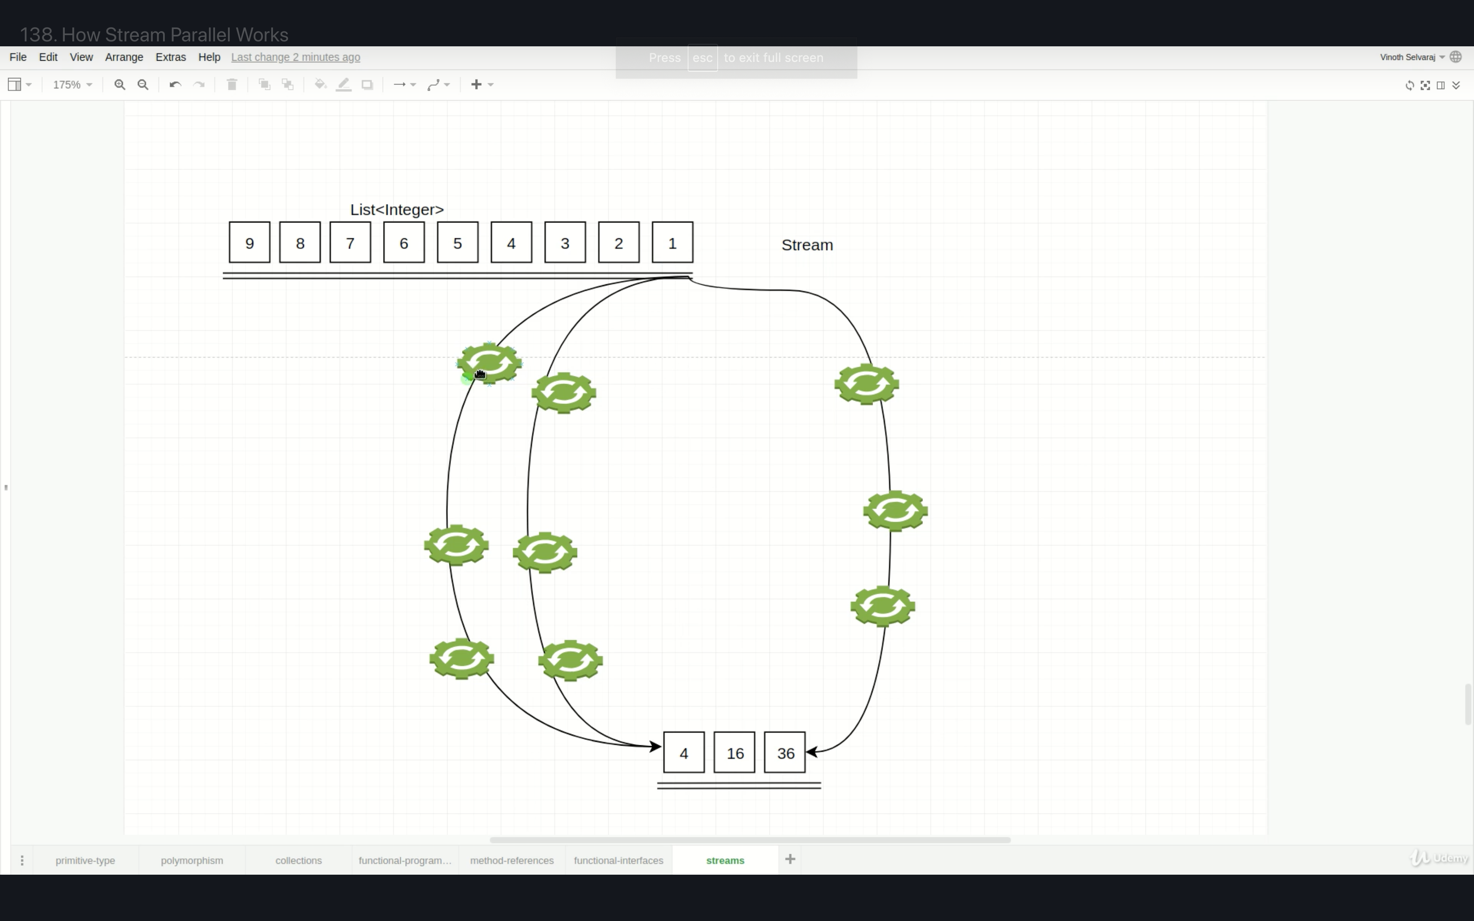 138. How Stream Parallel Works
File Edit View Arrange Extras Help Last change 2 minutes ago
Press esc to exit full screen
Vinoth Selvaraj
175%
List<Integer>
9 8 7 6 5 4 3 2 1
Stream
4 16 36
primitive-type polymorphism collections functional-program... method-references functional-interfaces streams
Udemy